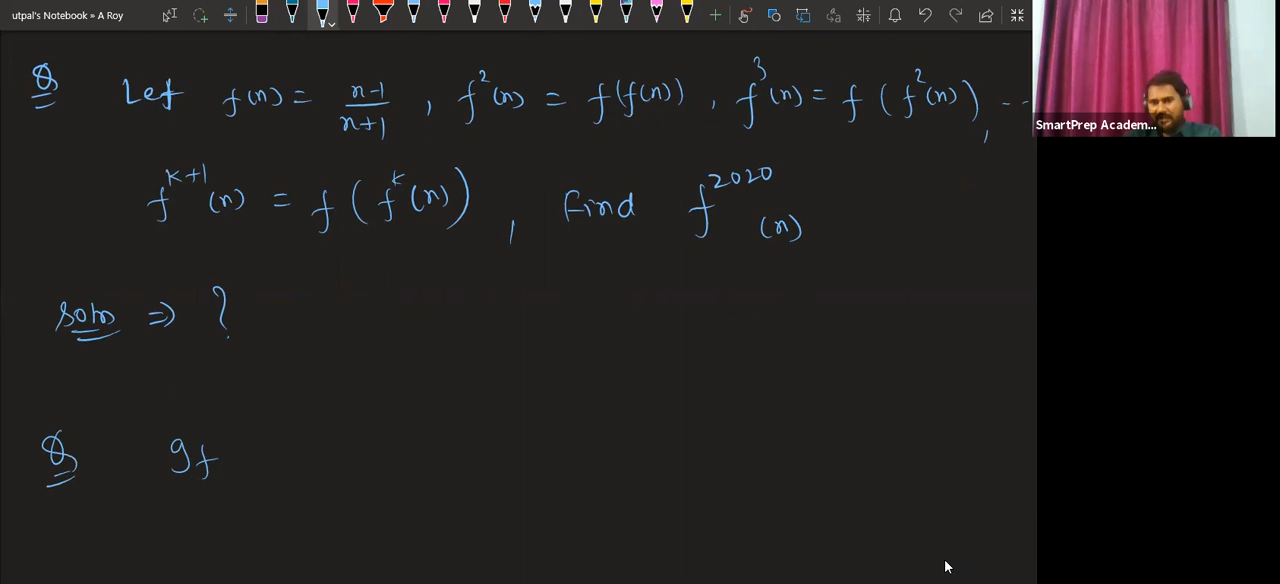 utpal's Notebook » A Roy
SmartPrep Academ...
Q Let f(n) = n-1/n+1 , f²(n) = f(f(n)) , f³(n) = f(f²(n)), --
f^{k+1}(n) = f(f^k(n)) , Find f^{2020}(n)
Soln ⇒ ?
Q If